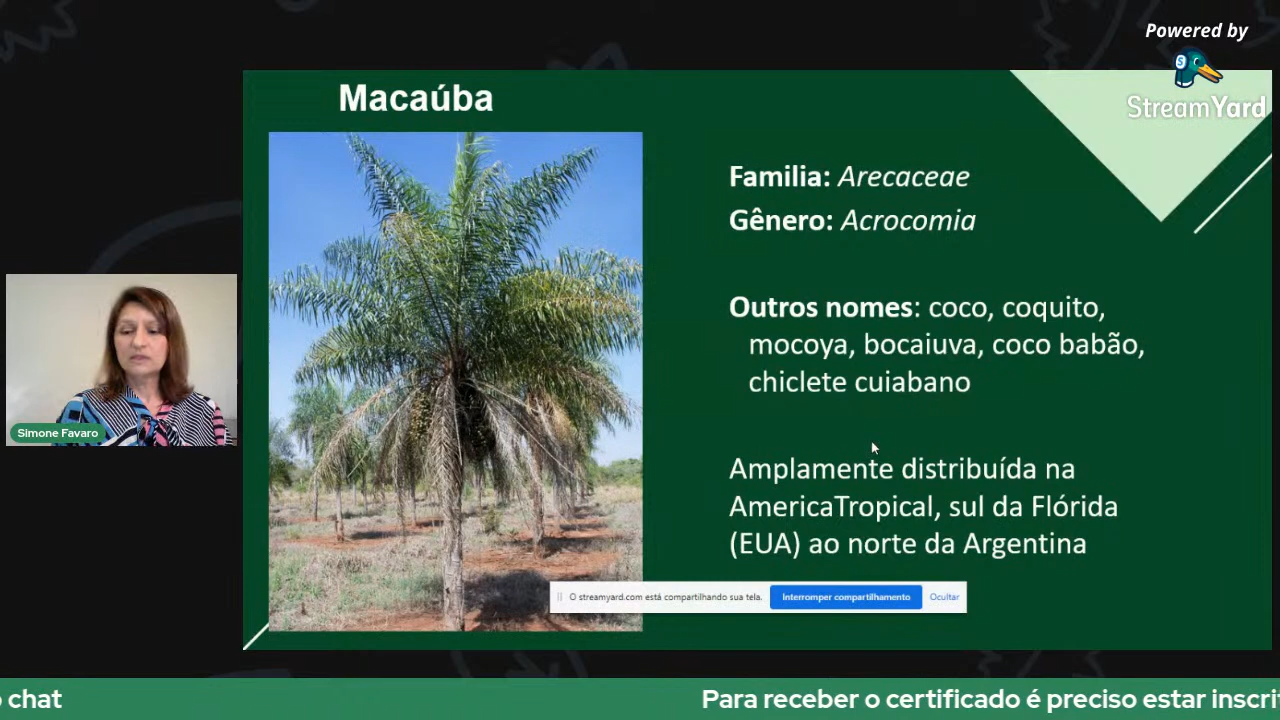 Powered by
StreamYard
Macaúba
Familia: Arecaceae
Gênero: Acrocomia
Outros nomes: coco, coquito,
mocoya, bocaiuva, coco babão,
chiclete cuiabano
Amplamente distribuída na
AmericaTropical, sul da Flórida
(EUA) ao norte da Argentina
Simone Favaro
O streamyard.com está compartilhando sua tela.
Interromper compartilhamento
Ocultar
o chat
Para receber o certificado é preciso estar inscrit